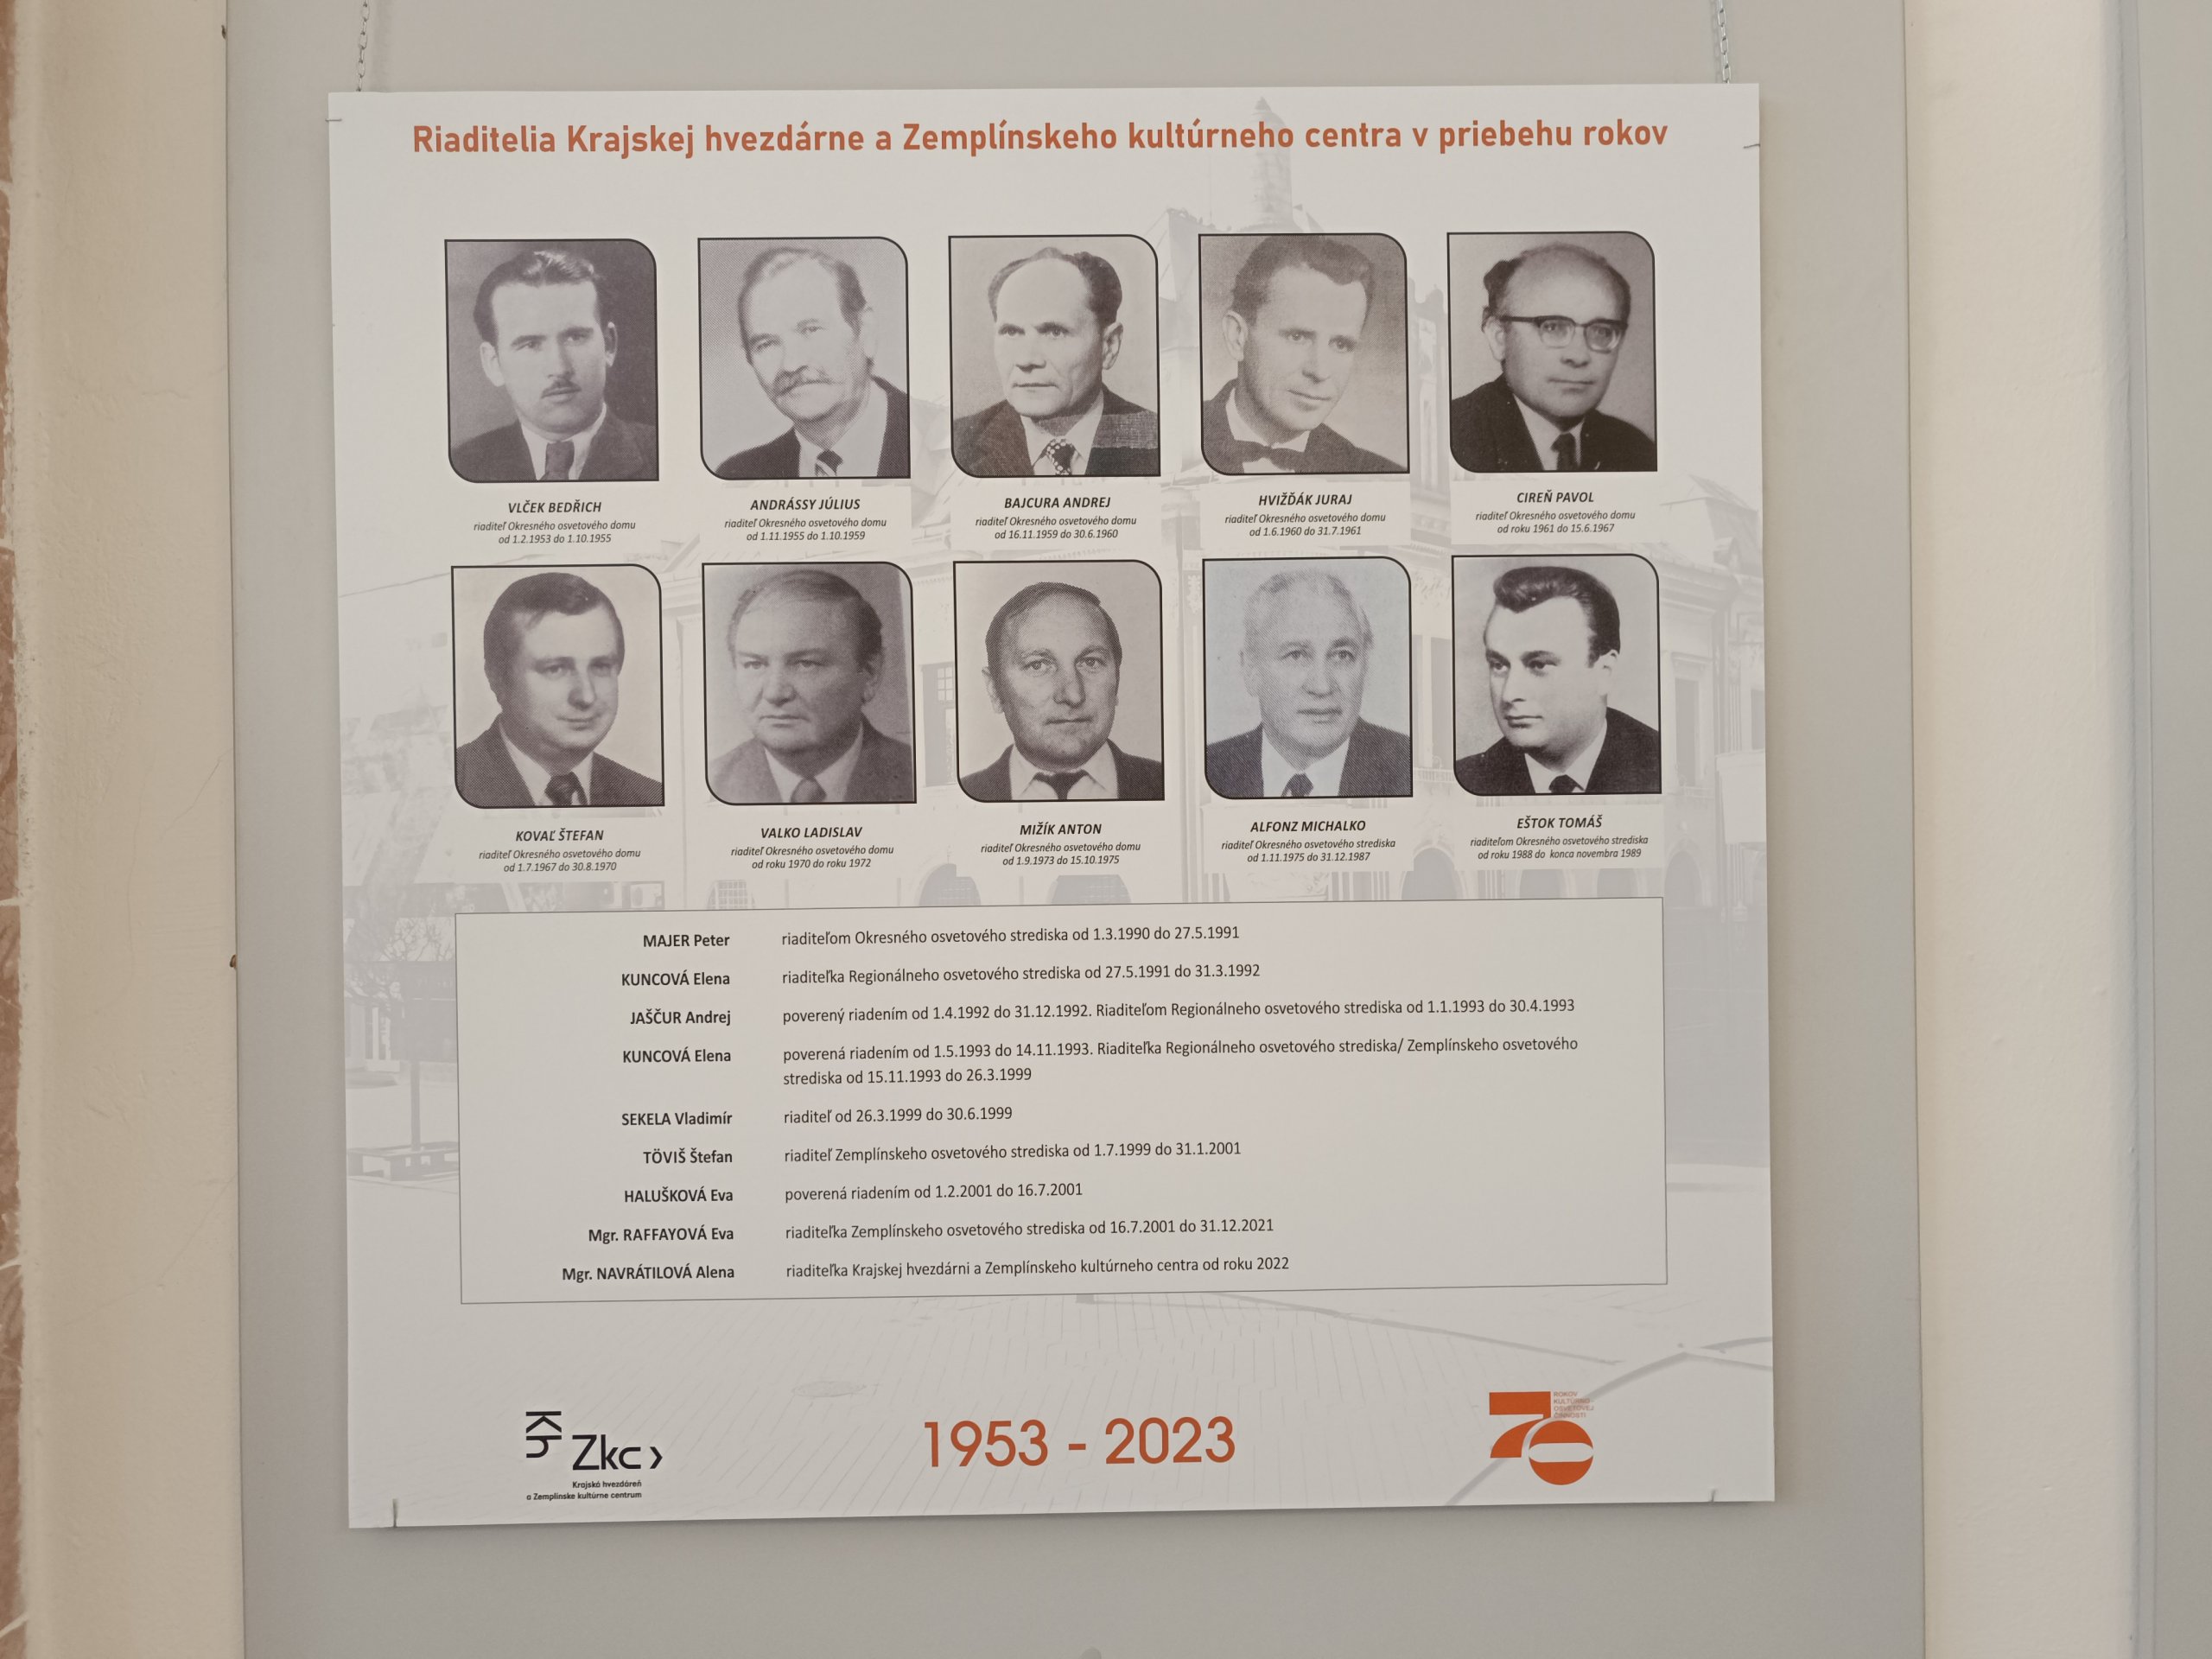 Riaditelia Krajskej hvezdárne a Zemplínskeho kultúrneho centra v priebehu rokov
VLČEK BEDŘICH
riaditeľ Okresného osvetového domu
od 1.2.1953 do 1.10.1955
ANDRÁSSY JÚLIUS
riaditeľ Okresného osvetového domu
od 1.11.1955 do 1.10.1959
BAJCURA ANDREJ
riaditeľ Okresného osvetového domu
od 16.11.1959 do 30.6.1960
HVIŽĎÁK JURAJ
riaditeľ Okresného osvetového domu
od 1.6.1960 do 31.7.1961
CIREŇ PAVOL
riaditeľ Okresného osvetového domu
od roku 1961 do 15.6.1967
KOVAĽ ŠTEFAN
riaditeľ Okresného osvetového domu
od 1.7.1967 do 30.8.1970
VALKO LADISLAV
riaditeľ Okresného osvetového domu
od roku 1970 do roku 1972
MIŽÍK ANTON
riaditeľ Okresného osvetového domu
od 1.9.1973 do 15.10.1975
ALFONZ MICHALKO
riaditeľ Okresného osvetového strediska
od 1.11.1975 do 31.12.1987
EŠTOK TOMÁŠ
riaditeľom Okresného osvetového strediska
od roku 1988 do konca novembra 1989
MAJER Peter riaditeľom Okresného osvetového strediska od 1.3.1990 do 27.5.1991
KUNCOVÁ Elena riaditeľka Regionálneho osvetového strediska od 27.5.1991 do 31.3.1992
JAŠČUR Andrej poverený riadením od 1.4.1992 do 31.12.1992. Riaditeľom Regionálneho osvetového strediska od 1.1.1993 do 30.4.1993
KUNCOVÁ Elena poverená riadením od 1.5.1993 do 14.11.1993. Riaditeľka Regionálneho osvetového strediska/ Zemplínskeho osvetového
strediska od 15.11.1993 do 26.3.1999
SEKELA Vladimír riaditeľ od 26.3.1999 do 30.6.1999
TÖVIŠ Štefan riaditeľ Zemplínskeho osvetového strediska od 1.7.1999 do 31.1.2001
HALUŠKOVÁ Eva poverená riadením od 1.2.2001 do 16.7.2001
Mgr. RAFFAYOVÁ Eva riaditeľka Zemplínskeho osvetového strediska od 16.7.2001 do 31.12.2021
Mgr. NAVRÁTILOVÁ Alena riaditeľka Krajskej hvezdárni a Zemplínskeho kultúrneho centra od roku 2022
kh Zkc
Krajská hvezdáreň
a Zemplínske kultúrne centrum
1953 - 2023
70
ROKOV
KULTÚRNO-
OSVETOVEJ
ČINNOSTI